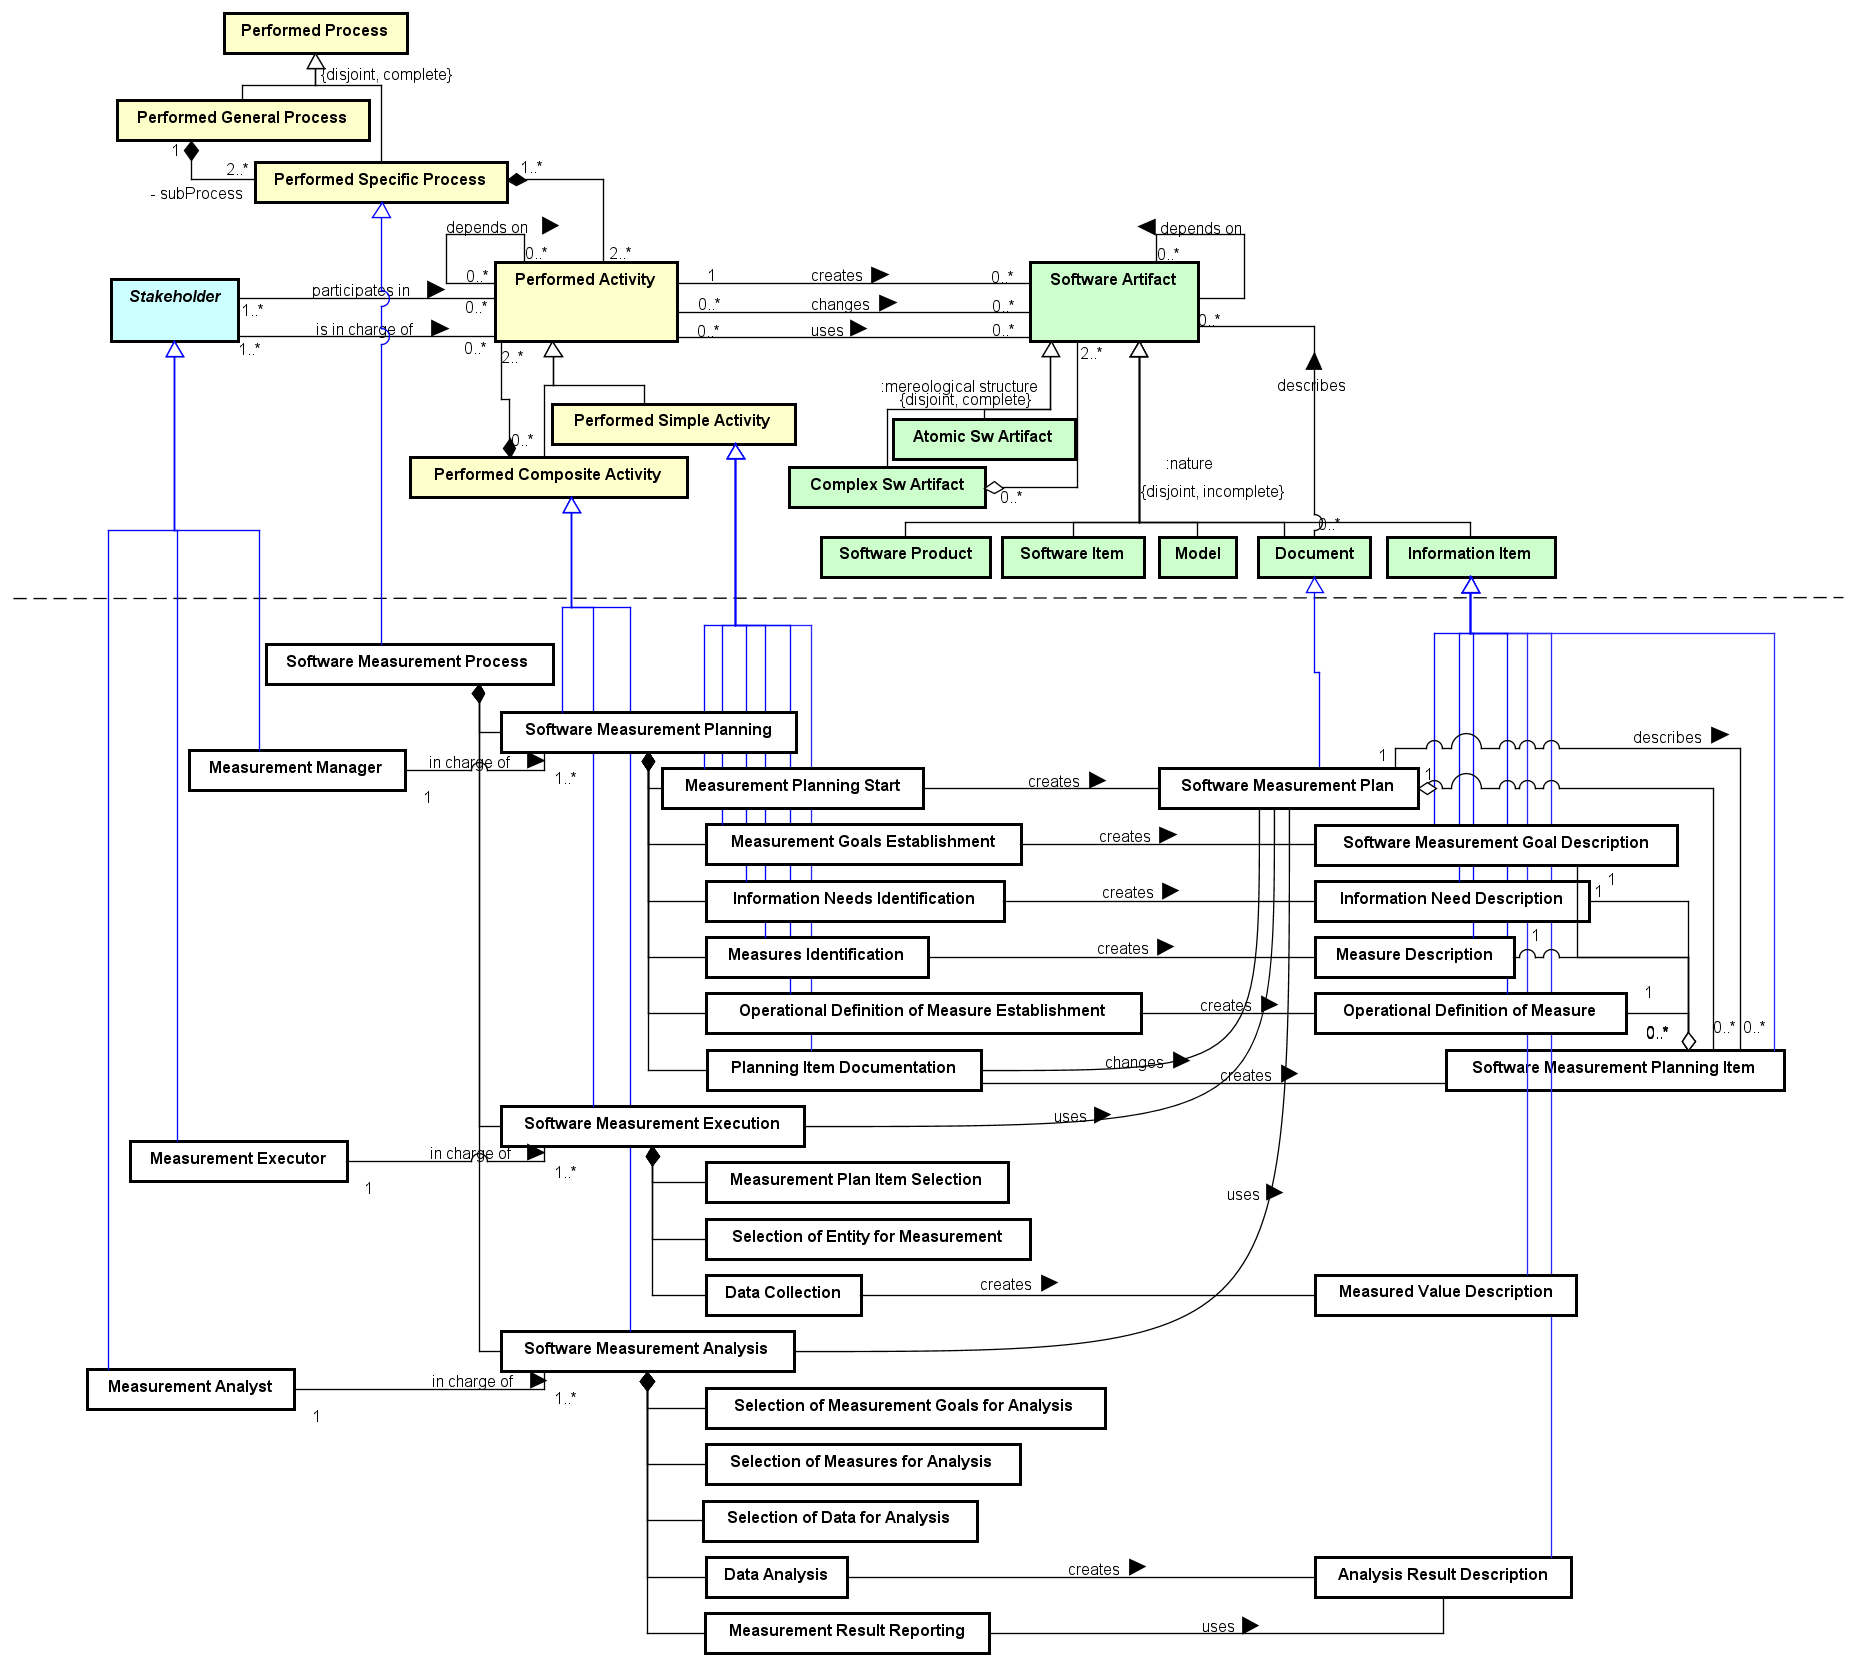 Performed Process
{disjoint, complete}
Performed General Process
1
2..*
- subProcess
Performed Specific Process
1..*
depends on
0..*
2..*
0..*
Performed Activity
Stakeholder
participates in
1..*
0..*
is in charge of
1..*
0..*
1
creates
0..*
0..*
changes
0..*
0..*
uses
0..*
depends on
0..*
Software Artifact
0..*
2..*
2..*
describes
:mereological structure
{disjoint, complete}
Performed Simple Activity
Atomic Sw Artifact
0..*
Performed Composite Activity
Complex Sw Artifact
0..*
:nature
{disjoint, incomplete}
0..*
Software Product
Software Item
Model
Document
Information Item
Software Measurement Process
Software Measurement Planning
describes
Measurement Manager
in charge of
1
1..*
Measurement Planning Start
creates
Software Measurement Plan
1
1
Measurement Goals Establishment
creates
Software Measurement Goal Description
1
Information Needs Identification
creates
Information Need Description
1
Measures Identification
creates
Measure Description
1
Operational Definition of Measure Establishment
creates
Operational Definition of Measure
1
0..*
0..*
0..*
Planning Item Documentation
changes
creates
Software Measurement Planning Item
Software Measurement Execution
uses
Measurement Executor
in charge of
1
1..*
Measurement Plan Item Selection
uses
Selection of Entity for Measurement
Data Collection
creates
Measured Value Description
Software Measurement Analysis
Measurement Analyst
in charge of
1
1..*
Selection of Measurement Goals for Analysis
Selection of Measures for Analysis
Selection of Data for Analysis
Data Analysis
creates
Analysis Result Description
Measurement Result Reporting
uses